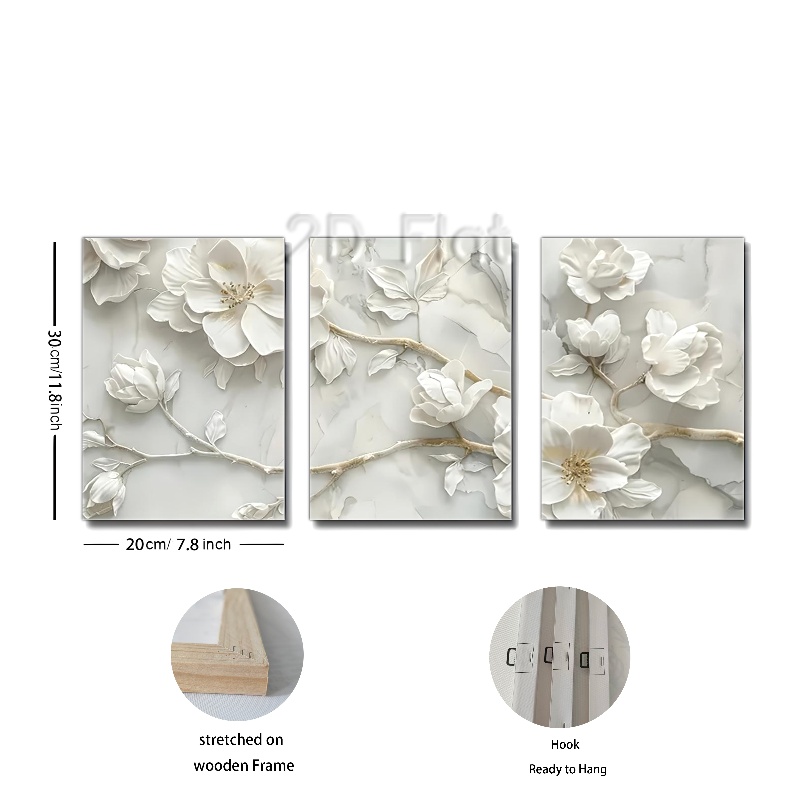 2D Flat
30cm/11.8inch
20cm/ 7.8 inch
stretched on
wooden Frame
Hook
Ready to Hang